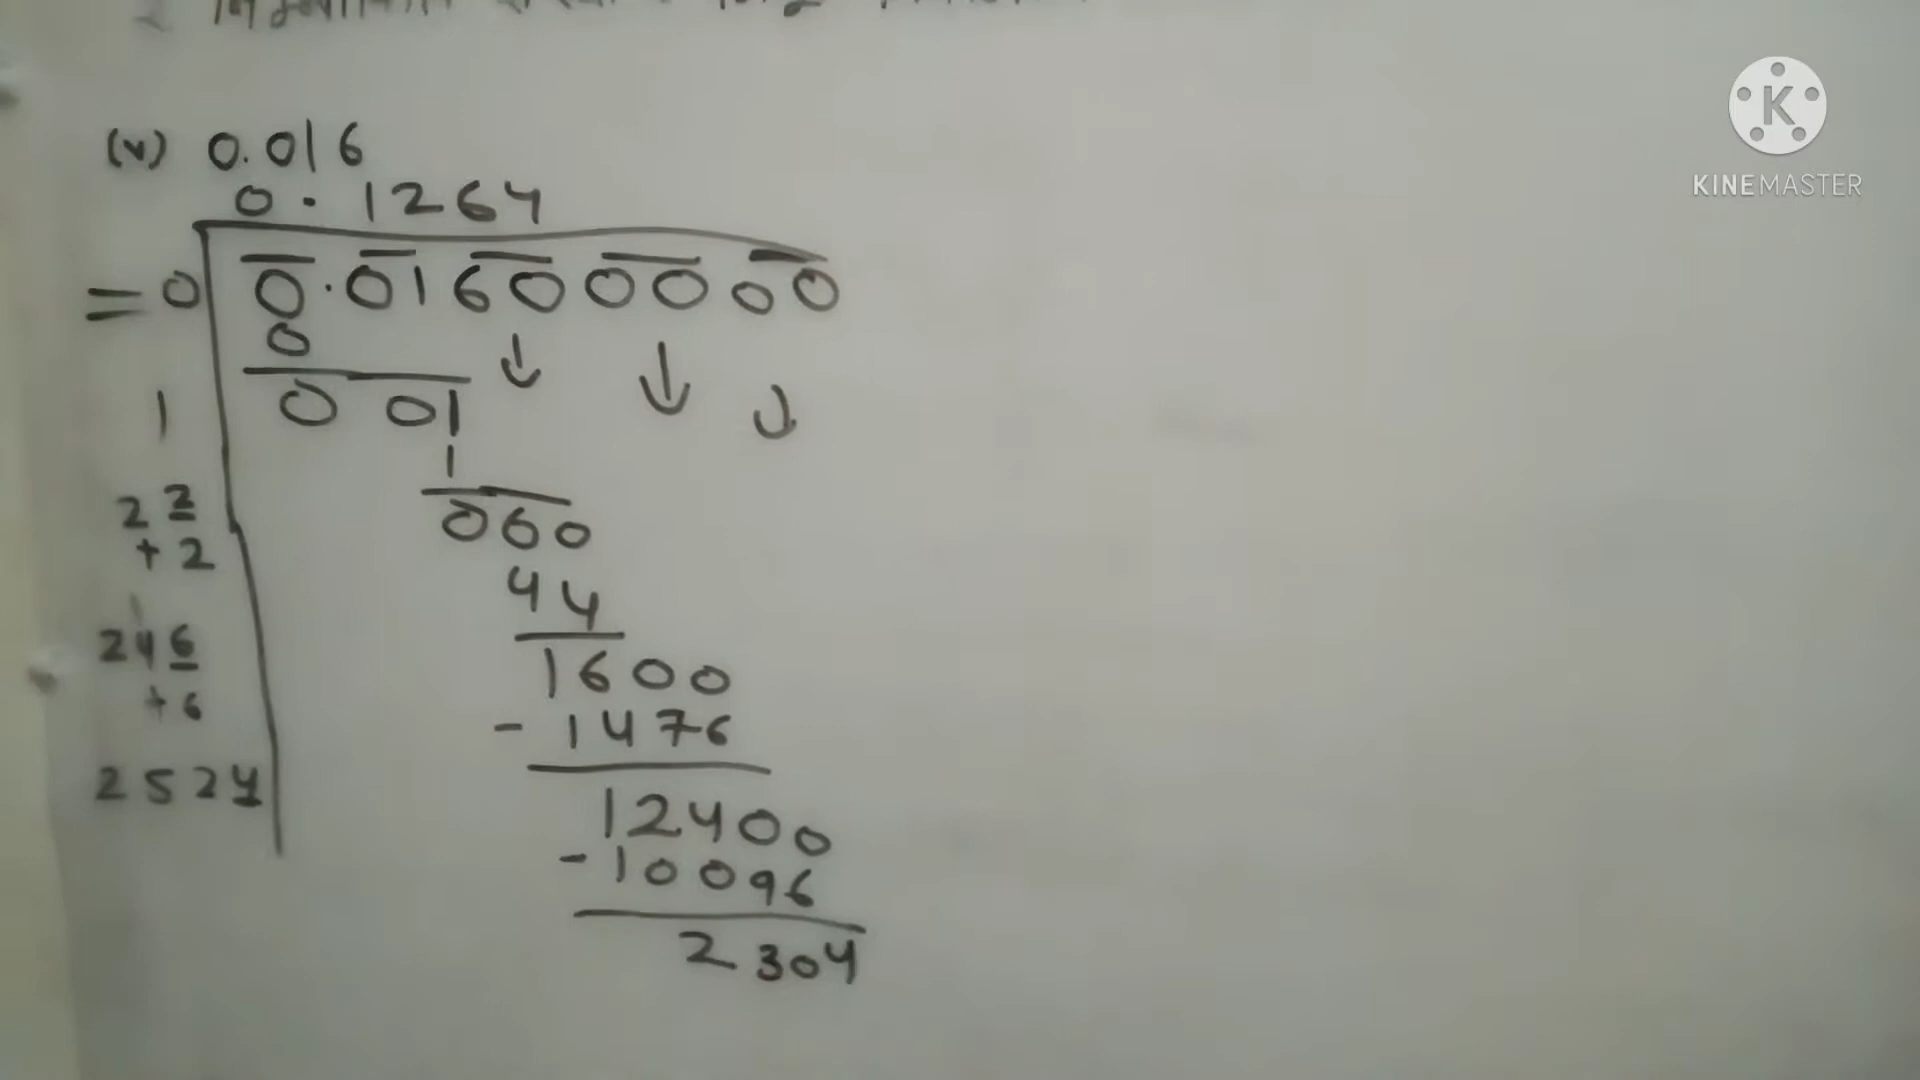 (v) 0.016
0.1264
= 0 0.01600000
0
1 0 01
1
22 060
+2 44
246 1600
+6 -1476
2524 12400
-10096
2304
K
KINEMASTER